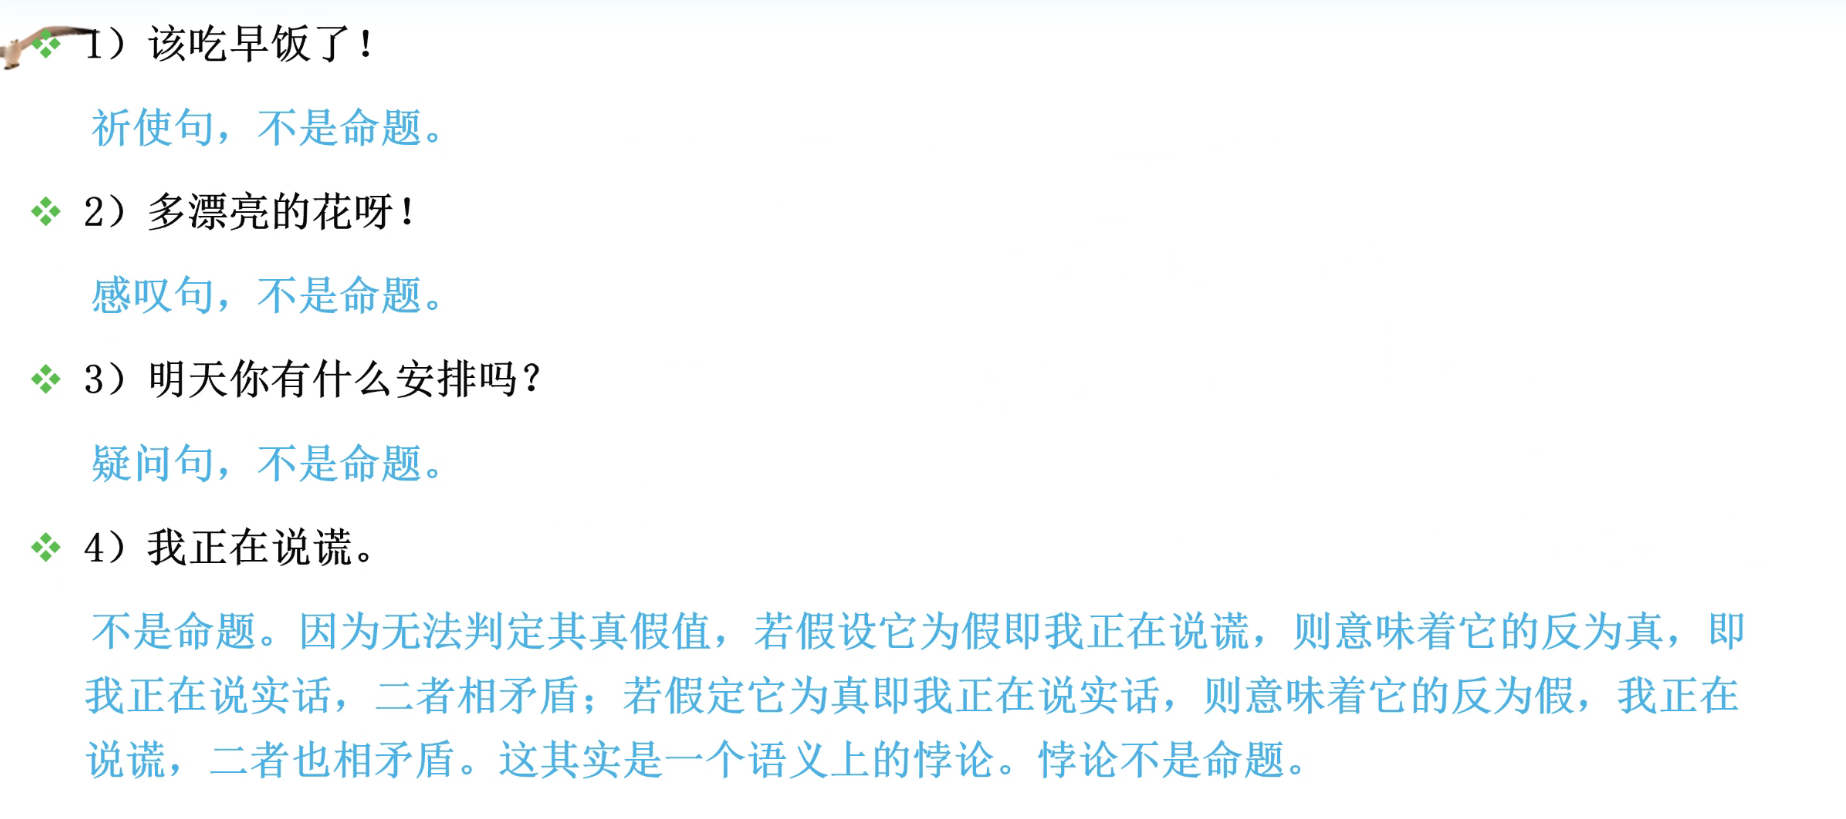 1）该吃早饭了！
祈使句，不是命题。
2）多漂亮的花呀！
感叹句，不是命题。
3）明天你有什么安排吗？
疑问句，不是命题。
4）我正在说谎。
不是命题。因为无法判定其真假值，若假设它为假即我正在说谎，则意味着它的反为真，即
我正在说实话，二者相矛盾；若假定它为真即我正在说实话，则意味着它的反为假，我正在
说谎，二者也相矛盾。这其实是一个语义上的悖论。悖论不是命题。